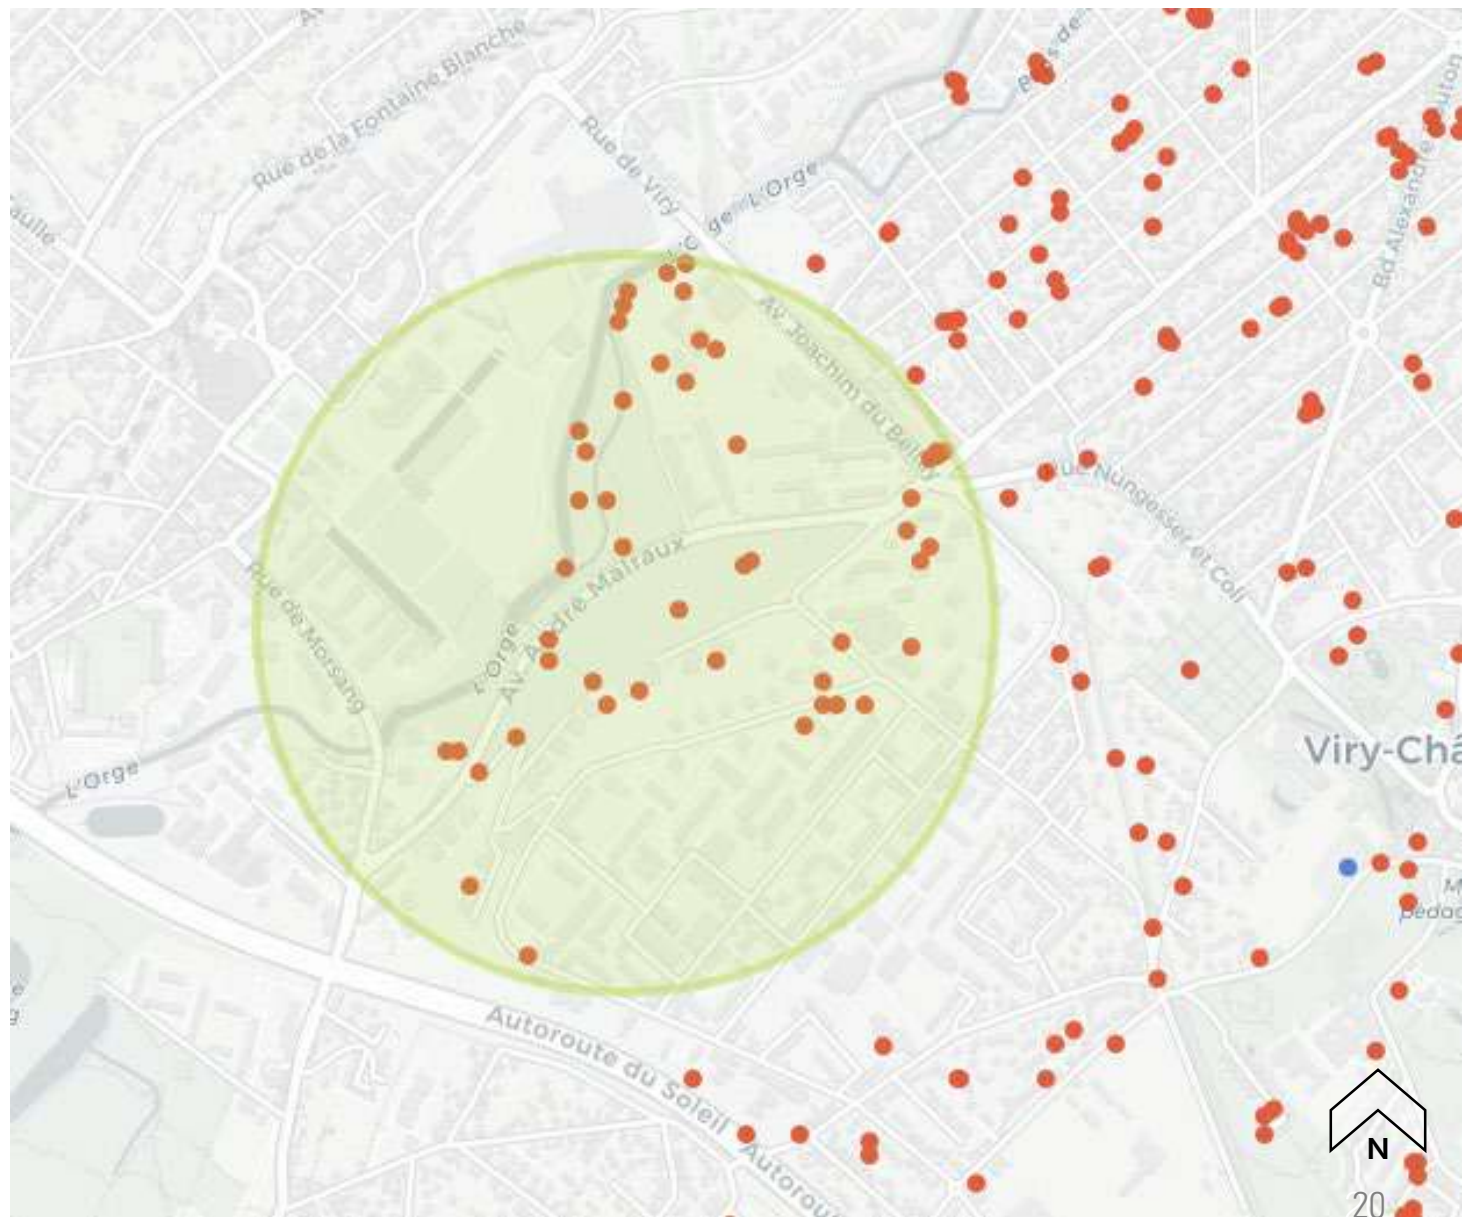 Av
Rue de la Fontaine Blanche
Rue de Viry
L'Orge
Bd Alexandre
Av. Joachim du Bellay
Rue Nungesser et Coli
Av. André Malraux
L'Orge
Rue de Morsang
L'Orge
Viry-Châ
Autoroute du Soleil
Autorou
N
20